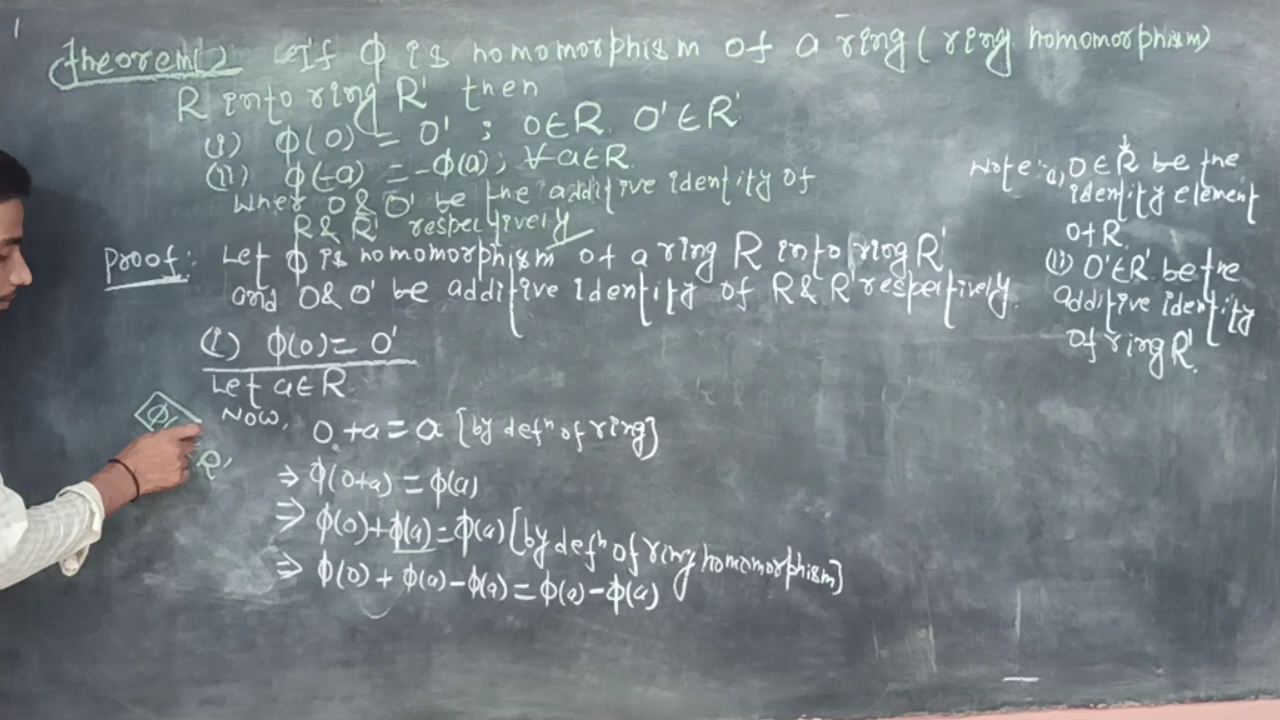 Theorem(2) If ϕ is homomorphism of a ring (ring homomorphism)
R into ring R' then
(i) ϕ(0) = 0' ; 0∈R, 0'∈R'
(ii) ϕ(-a) = -ϕ(a); ∀ a∈R
Where 0 & 0' be the additive identity of
R & R' respectively
Proof: Let ϕ is homomorphism of a ring R into ring R'
and 0 & 0' be additive identity of R & R' respectively.
(i) ϕ(0) = 0'
Let a∈R.
Now,
0 + a = a [by defⁿ of ring]
⇒ ϕ(0+a) = ϕ(a)
⇒ ϕ(0)+ϕ(a) = ϕ(a) [by defⁿ of ring homomorphism]
⇒ ϕ(0) + ϕ(a) - ϕ(a) = ϕ(a) - ϕ(a)
ϕ
R'
Note: 0∈R be the
identity element
of R.
(ii) 0'∈R' be the
additive identity
of ring R'.